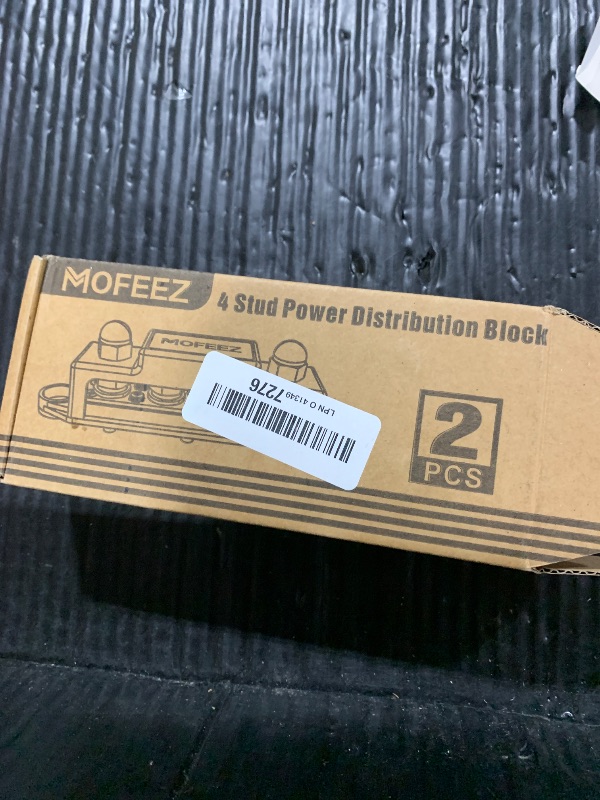 MOFEEZ
4 Stud Power Distribution Block
MOFEEZ
LPN O 41349 7276
2
PCS